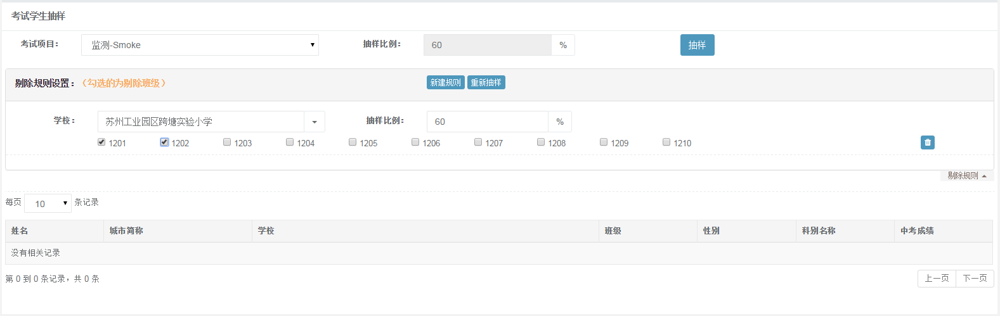 考试学生抽样
考试项目: 监测-Smoke 抽样比例: 60 % 抽样
剔除规则设置:（勾选的为剔除班级） 新建规则 重新抽样
学校: 苏州工业园区跨塘实验小学 抽样比例: 60 %
1201 1202 1203 1204 1205 1206 1207 1208 1209 1210
剔除规则
每页 10 条记录
姓名 城市简称 学校 班级 性别 科别名称 中考成绩
没有相关记录
第 0 到 0 条记录，共 0 条 上一页 下一页